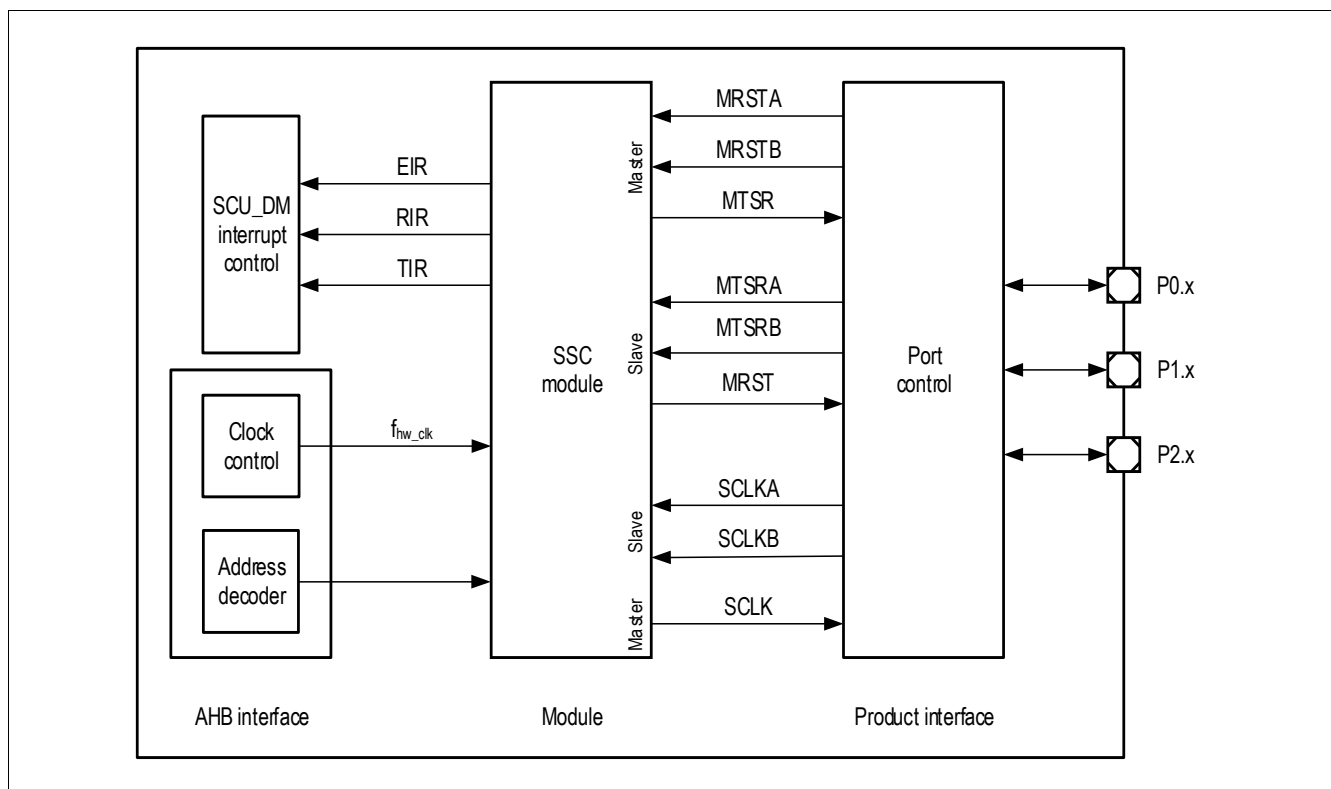 MRSTA
MRSTB
MTSR
Master
EIR
RIR
TIR
SCU_DM
interrupt
control
MTSRA
MTSRB
MRST
Slave
SSC
module
Port
control
P0.x
P1.x
P2.x
Clock
control
fhw_clk
Address
decoder
SCLKA
SCLKB
Slave
SCLK
Master
AHB interface
Module
Product interface